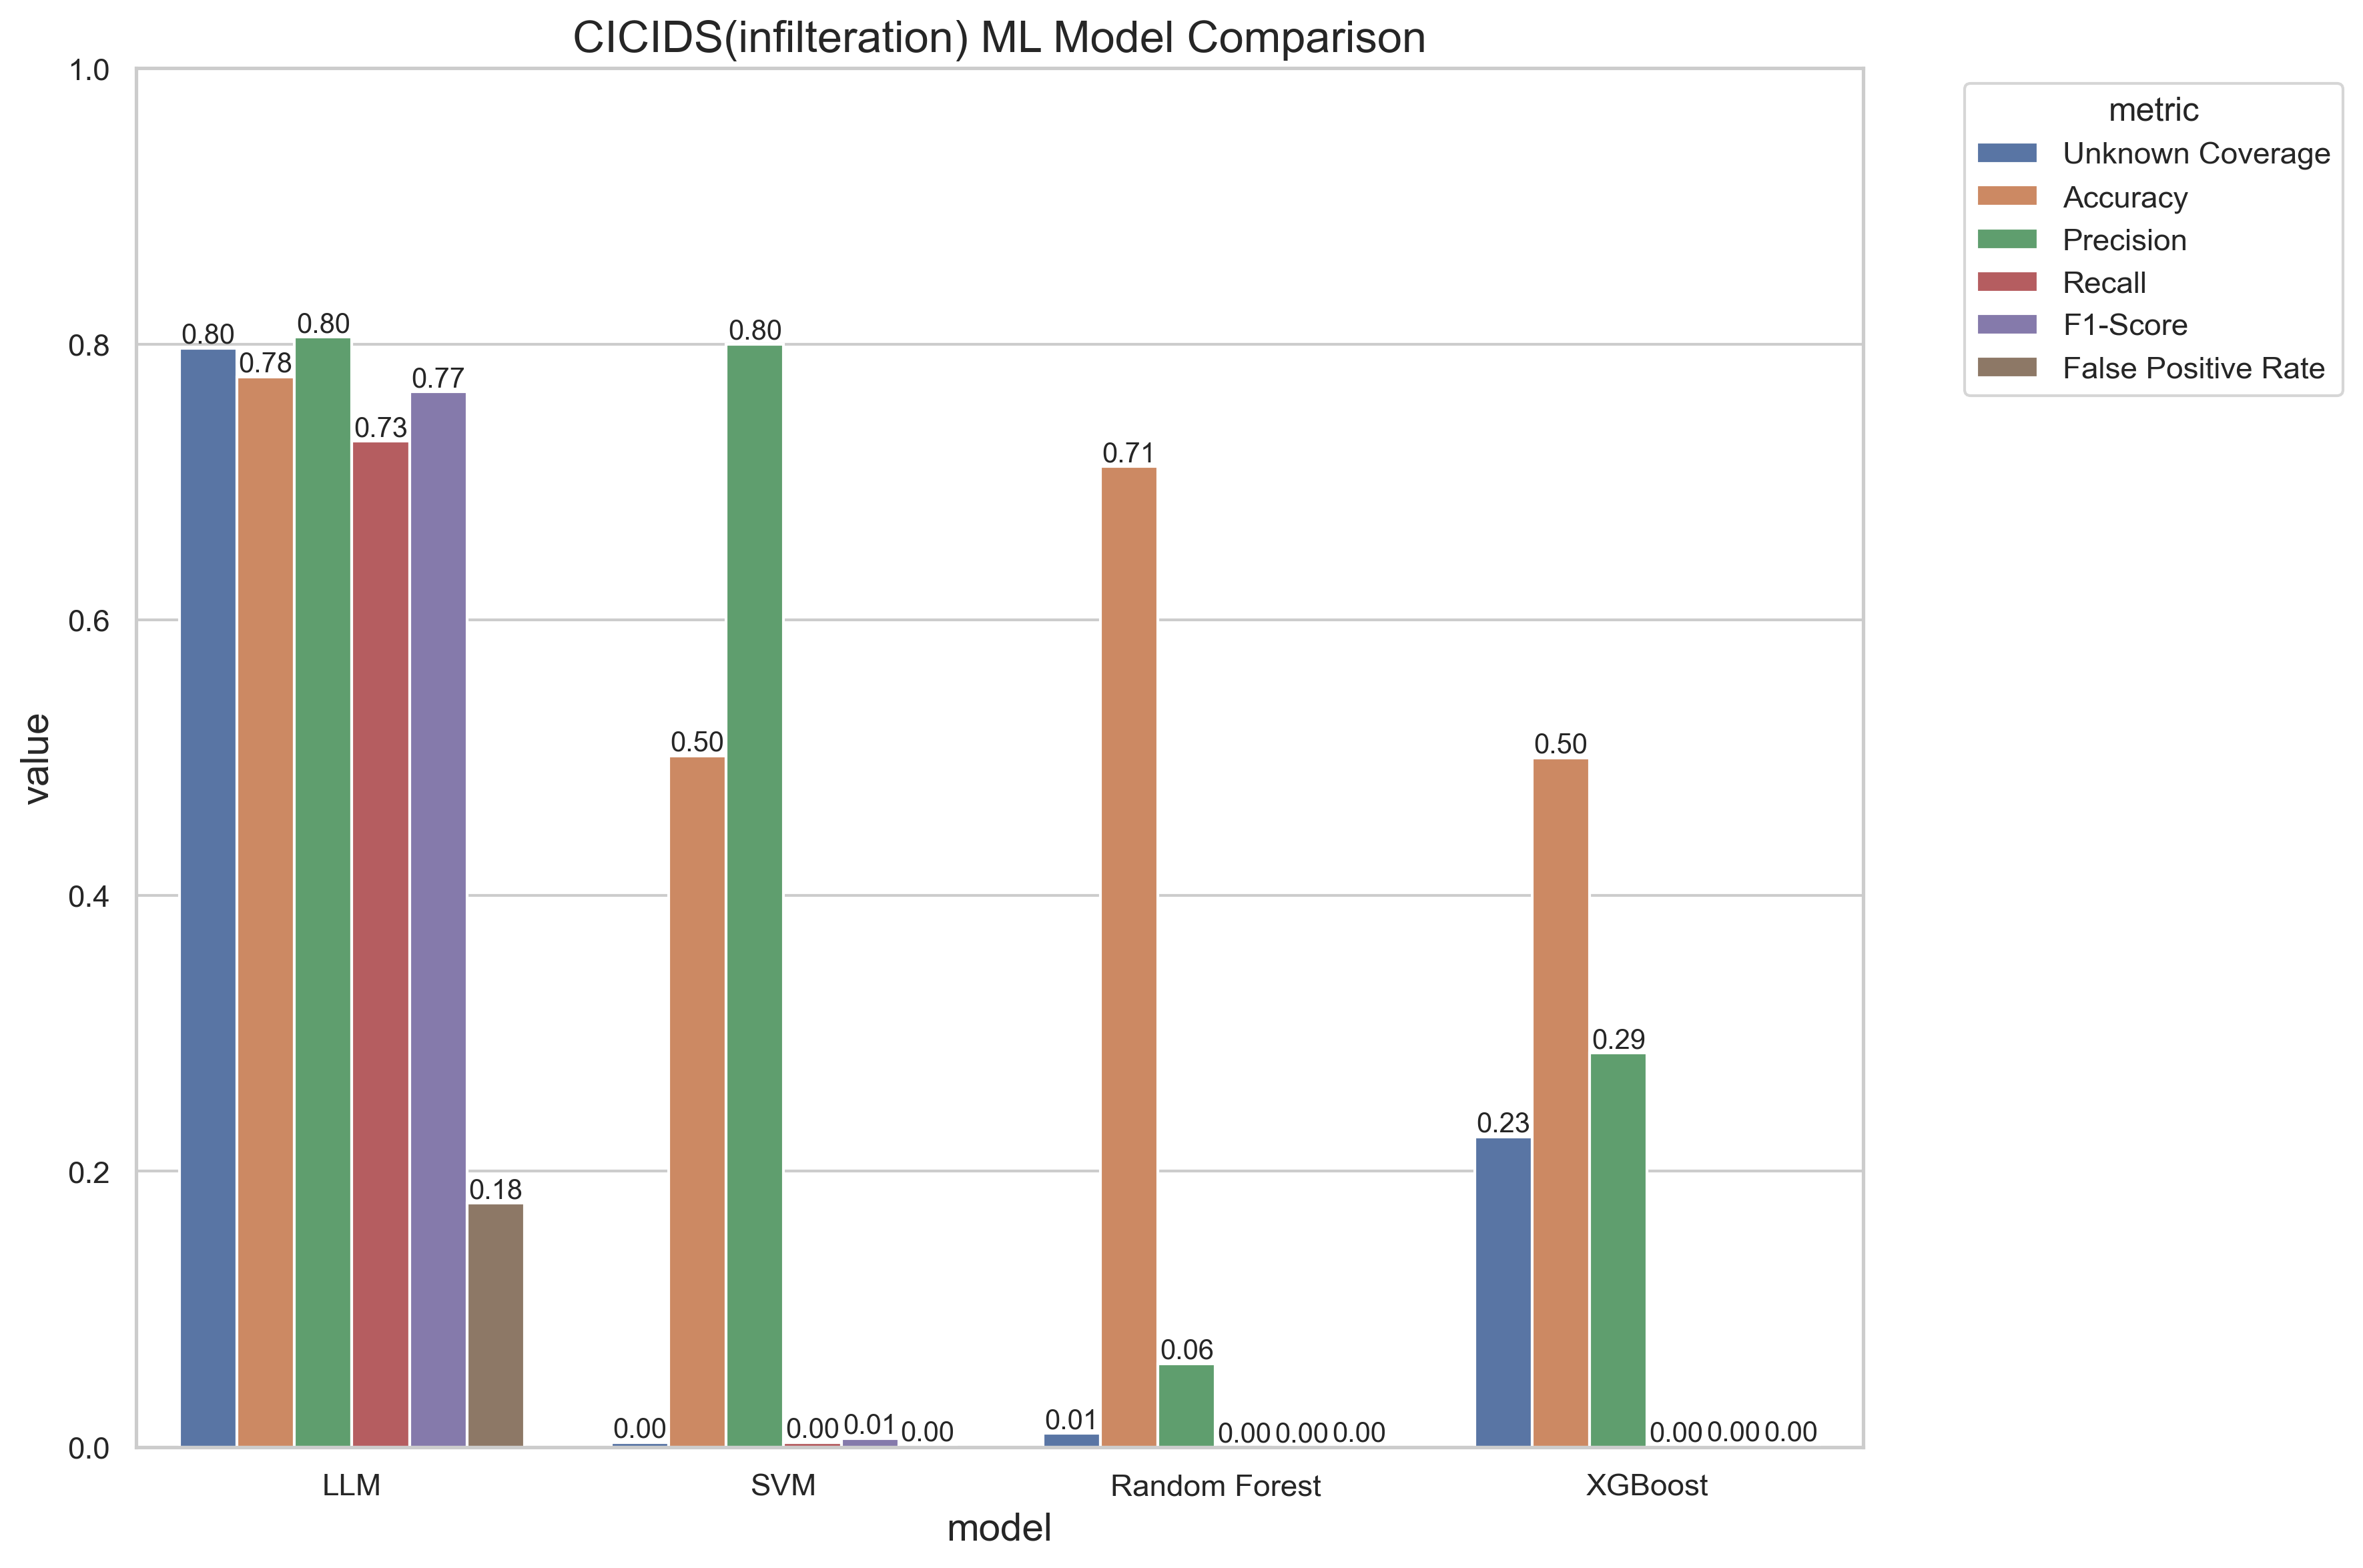 CICIDS(infilteration) ML Model Comparison
metric
Unknown Coverage
Accuracy
Precision
Recall
F1-Score
False Positive Rate
value
1.0
0.8
0.6
0.4
0.2
0.0
0.80
0.78
0.80
0.73
0.77
0.18
0.00
0.50
0.80
0.00
0.01
0.00
0.01
0.71
0.06
0.00
0.00
0.00
0.23
0.50
0.29
0.00
0.00
0.00
LLM
SVM
Random Forest
XGBoost
model